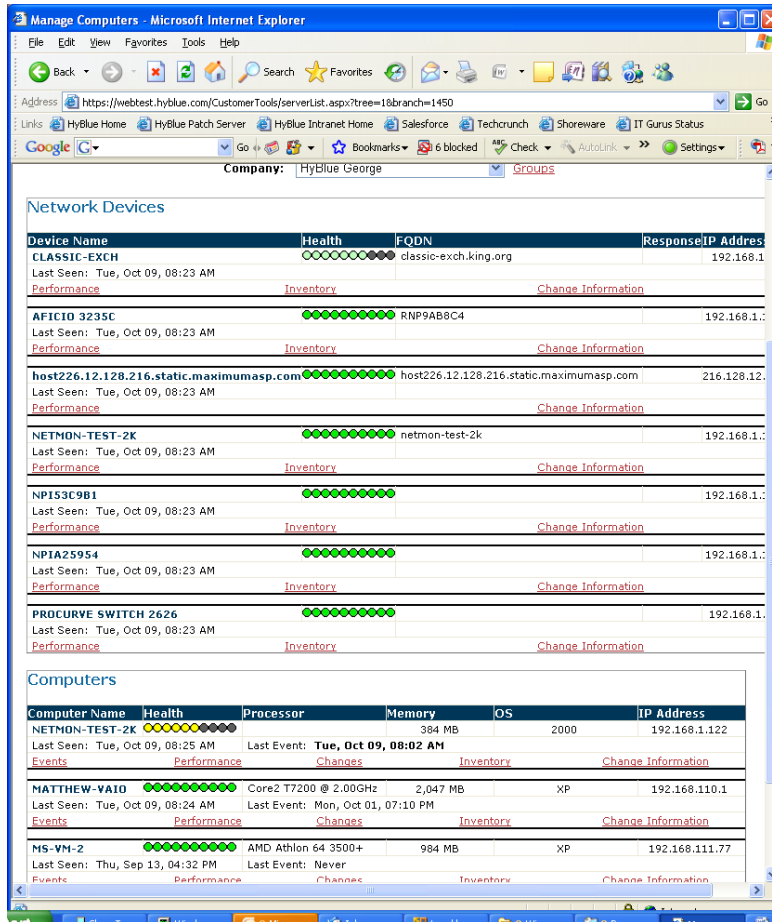 Manage Computers - Microsoft Internet Explorer
File Edit View Favorites Tools Help
Back Search Favorites
Address https://webtest.hyblue.com/CustomerTools/serverList.aspx?tree=1&branch=1450 Go
Links HyBlue Home HyBlue Patch Server HyBlue Intranet Home Salesforce Techcrunch Shoreware IT Gurus Status
Google G Go Bookmarks 6 blocked ABC Check AutoLink » Settings
Company: HyBlue George Groups
Network Devices
Device Name Health FQDN Response IP Address
CLASSIC-EXCH classic-exch.king.org 192.168.1
Last Seen: Tue, Oct 09, 08:23 AM
Performance Inventory Change Information
AFICIO 3235C RNP9AB8C4 192.168.1.
Last Seen: Tue, Oct 09, 08:23 AM
Performance Inventory Change Information
host226.12.128.216.static.maximumasp.com host226.12.128.216.static.maximumasp.com 216.128.12.
Last Seen: Tue, Oct 09, 08:23 AM
Performance Change Information
NETMON-TEST-2K netmon-test-2k 192.168.1.
Last Seen: Tue, Oct 09, 08:23 AM
Performance Inventory Change Information
NPI53C9B1 192.168.1.
Last Seen: Tue, Oct 09, 08:23 AM
Performance Inventory Change Information
NPIA25954 192.168.1.
Last Seen: Tue, Oct 09, 08:23 AM
Performance Inventory Change Information
PROCURVE SWITCH 2626 192.168.1.
Last Seen: Tue, Oct 09, 08:23 AM
Performance Inventory Change Information
Computers
Computer Name Health Processor Memory OS IP Address
NETMON-TEST-2K 384 MB 2000 192.168.1.122
Last Seen: Tue, Oct 09, 08:25 AM Last Event: Tue, Oct 09, 08:02 AM
Events Performance Changes Inventory Change Information
MATTHEW-VAIO Core2 T7200 @ 2.00GHz 2,047 MB XP 192.168.110.1
Last Seen: Tue, Oct 09, 08:24 AM Last Event: Mon, Oct 01, 07:10 PM
Events Performance Changes Inventory Change Information
MS-VM-2 AMD Athlon 64 3500+ 984 MB XP 192.168.111.77
Last Seen: Thu, Sep 13, 04:32 PM Last Event: Never
Events Performance Changes Inventory Change Information